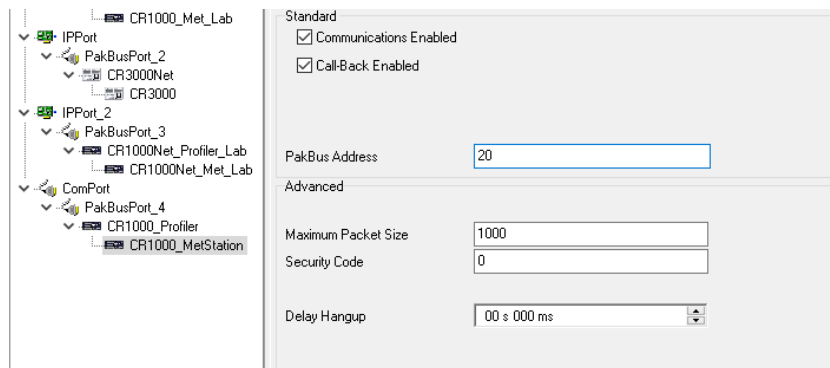 CR1000_Met_Lab
IPPort
PakBusPort_2
CR3000Net
CR3000
IPPort_2
PakBusPort_3
CR1000Net_Profiler_Lab
CR1000Net_Met_Lab
ComPort
PakBusPort_4
CR1000_Profiler
CR1000_MetStation
Standard
Communications Enabled
Call-Back Enabled
PakBus Address 20
Advanced
Maximum Packet Size 1000
Security Code 0
Delay Hangup 00 s 000 ms